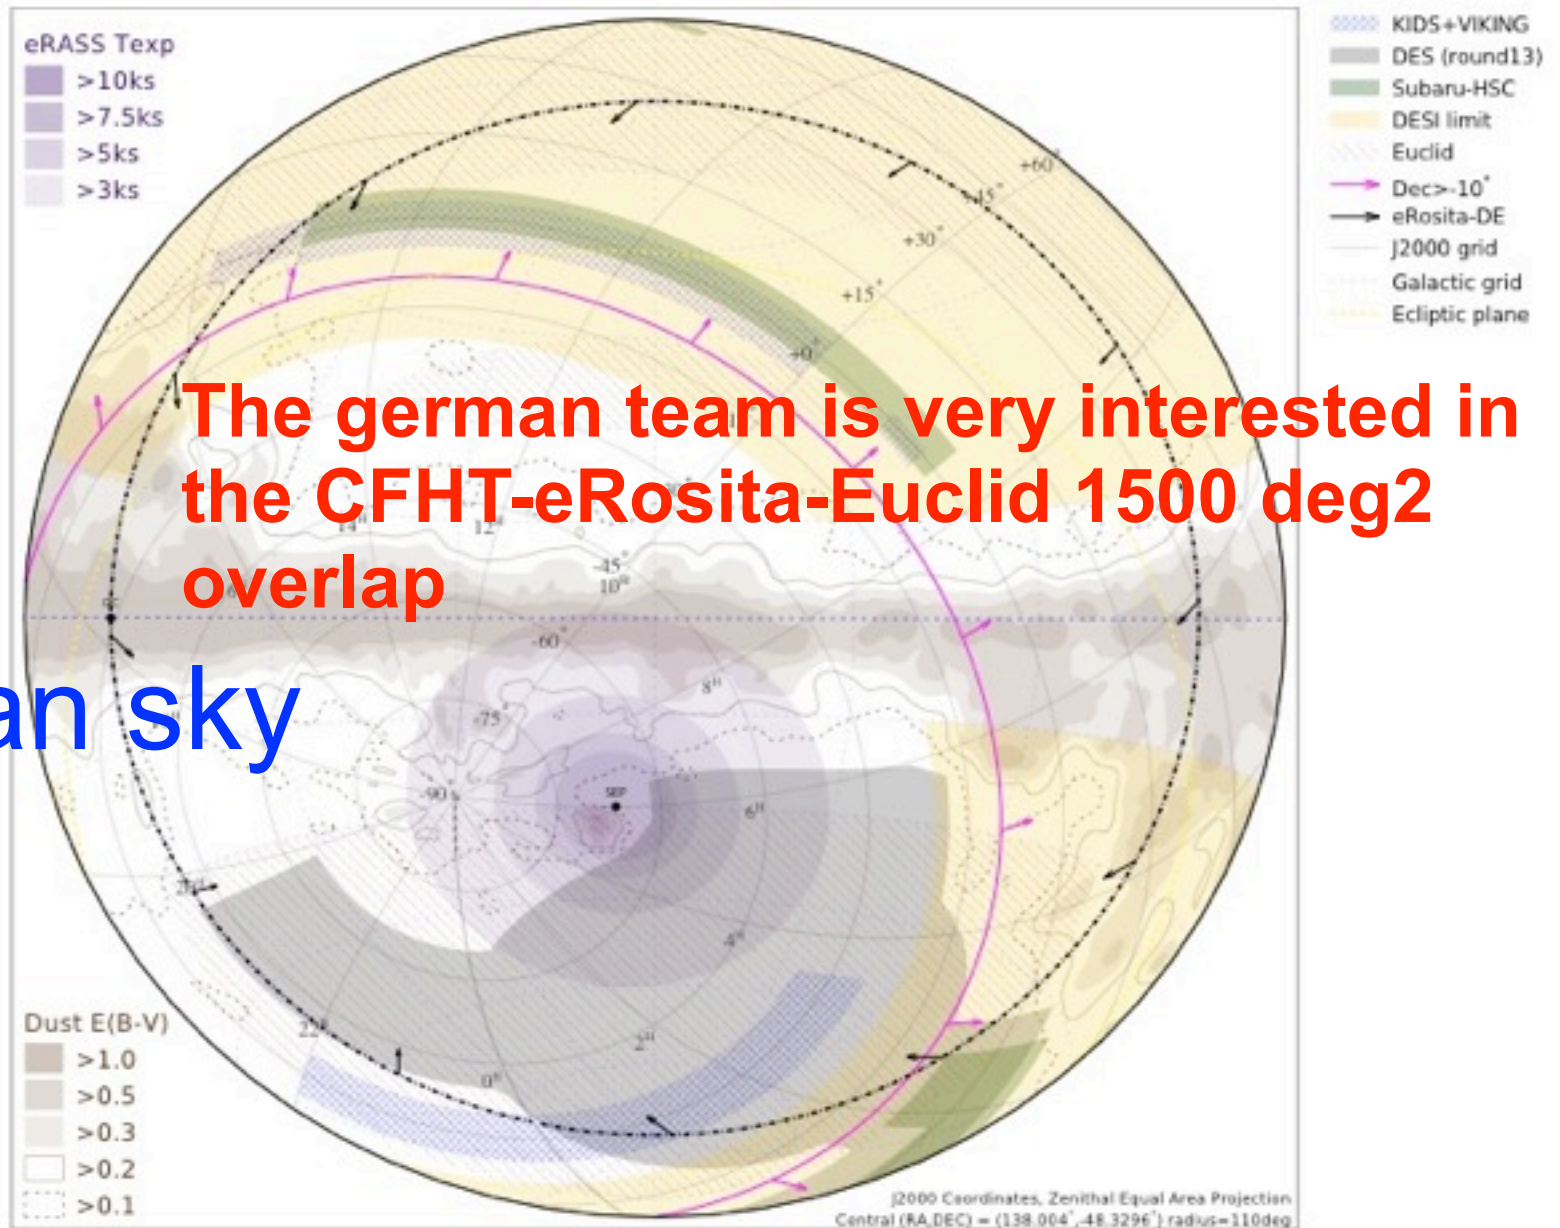 eRASS Texp
>10ks
>7.5ks
>5ks
>3ks
KIDS+VIKING
DES (round13)
Subaru-HSC
DESI limit
Euclid
Dec>-10°
eRosita-DE
J2000 grid
Galactic grid
Ecliptic plane
+60°
+45°
+30°
+15°
+0°
The german team is very interested in
the CFHT-eRosita-Euclid 1500 deg2
overlap
14H
12H
-45°
10H
-60°
8H
an sky
-75°
-90
SEP
6H
4H
22H
2H
0H
Dust E(B-V)
>1.0
>0.5
>0.3
>0.2
>0.1
J2000 Coordinates, Zenithal Equal Area Projection
Central (RA,DEC) = (138.004°,-48.3296°) radius=110deg